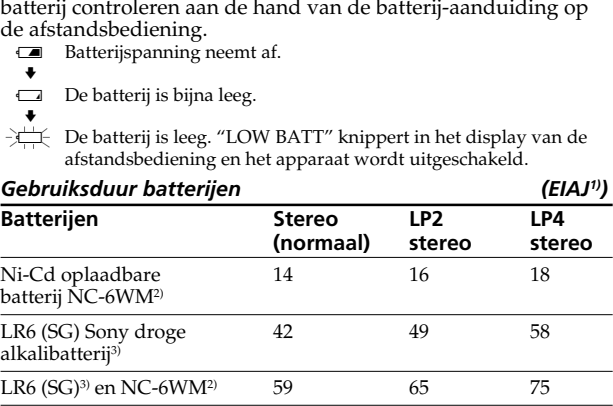 batterij controleren aan de hand van de batterij-aanduiding op
de afstandsbediening.
Batterijspanning neemt af.
De batterij is bijna leeg.
De batterij is leeg. “LOW BATT” knippert in het display van de
afstandsbediening en het apparaat wordt uitgeschakeld.
Gebruiksduur batterijen (EIAJ1))
Batterijen Stereo LP2 LP4
(normaal) stereo stereo
Ni-Cd oplaadbare 14 16 18
batterij NC-6WM2)
LR6 (SG) Sony droge 42 49 58
alkalibatterij3)
LR6 (SG)3) en NC-6WM2) 59 65 75